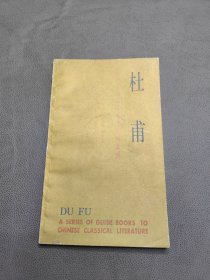 杜
甫
DU FU
A SERIES OF GUIDE BOOKS TO
CHINESE CLASSICAL LITERATURE